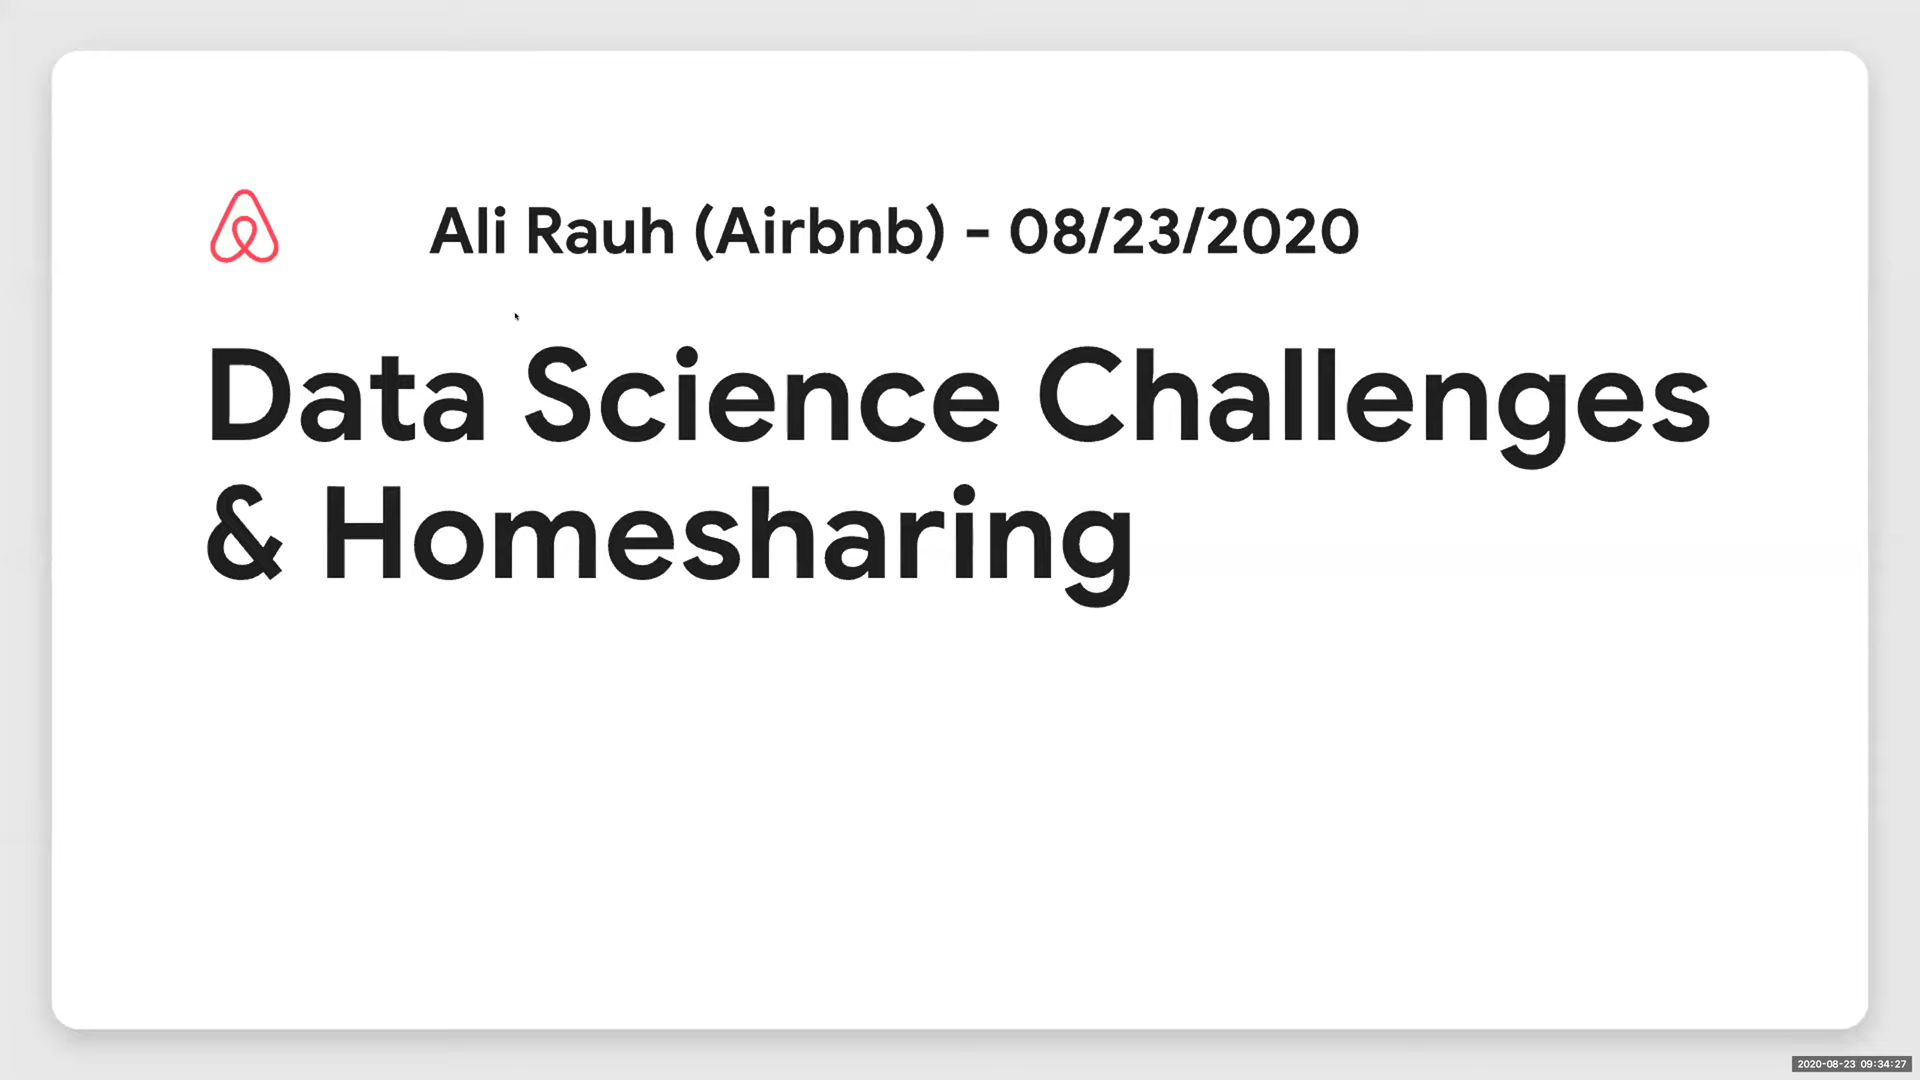 Ali Rauh (Airbnb) - 08/23/2020
Data Science Challenges
& Homesharing
2020-08-23 09:34:27